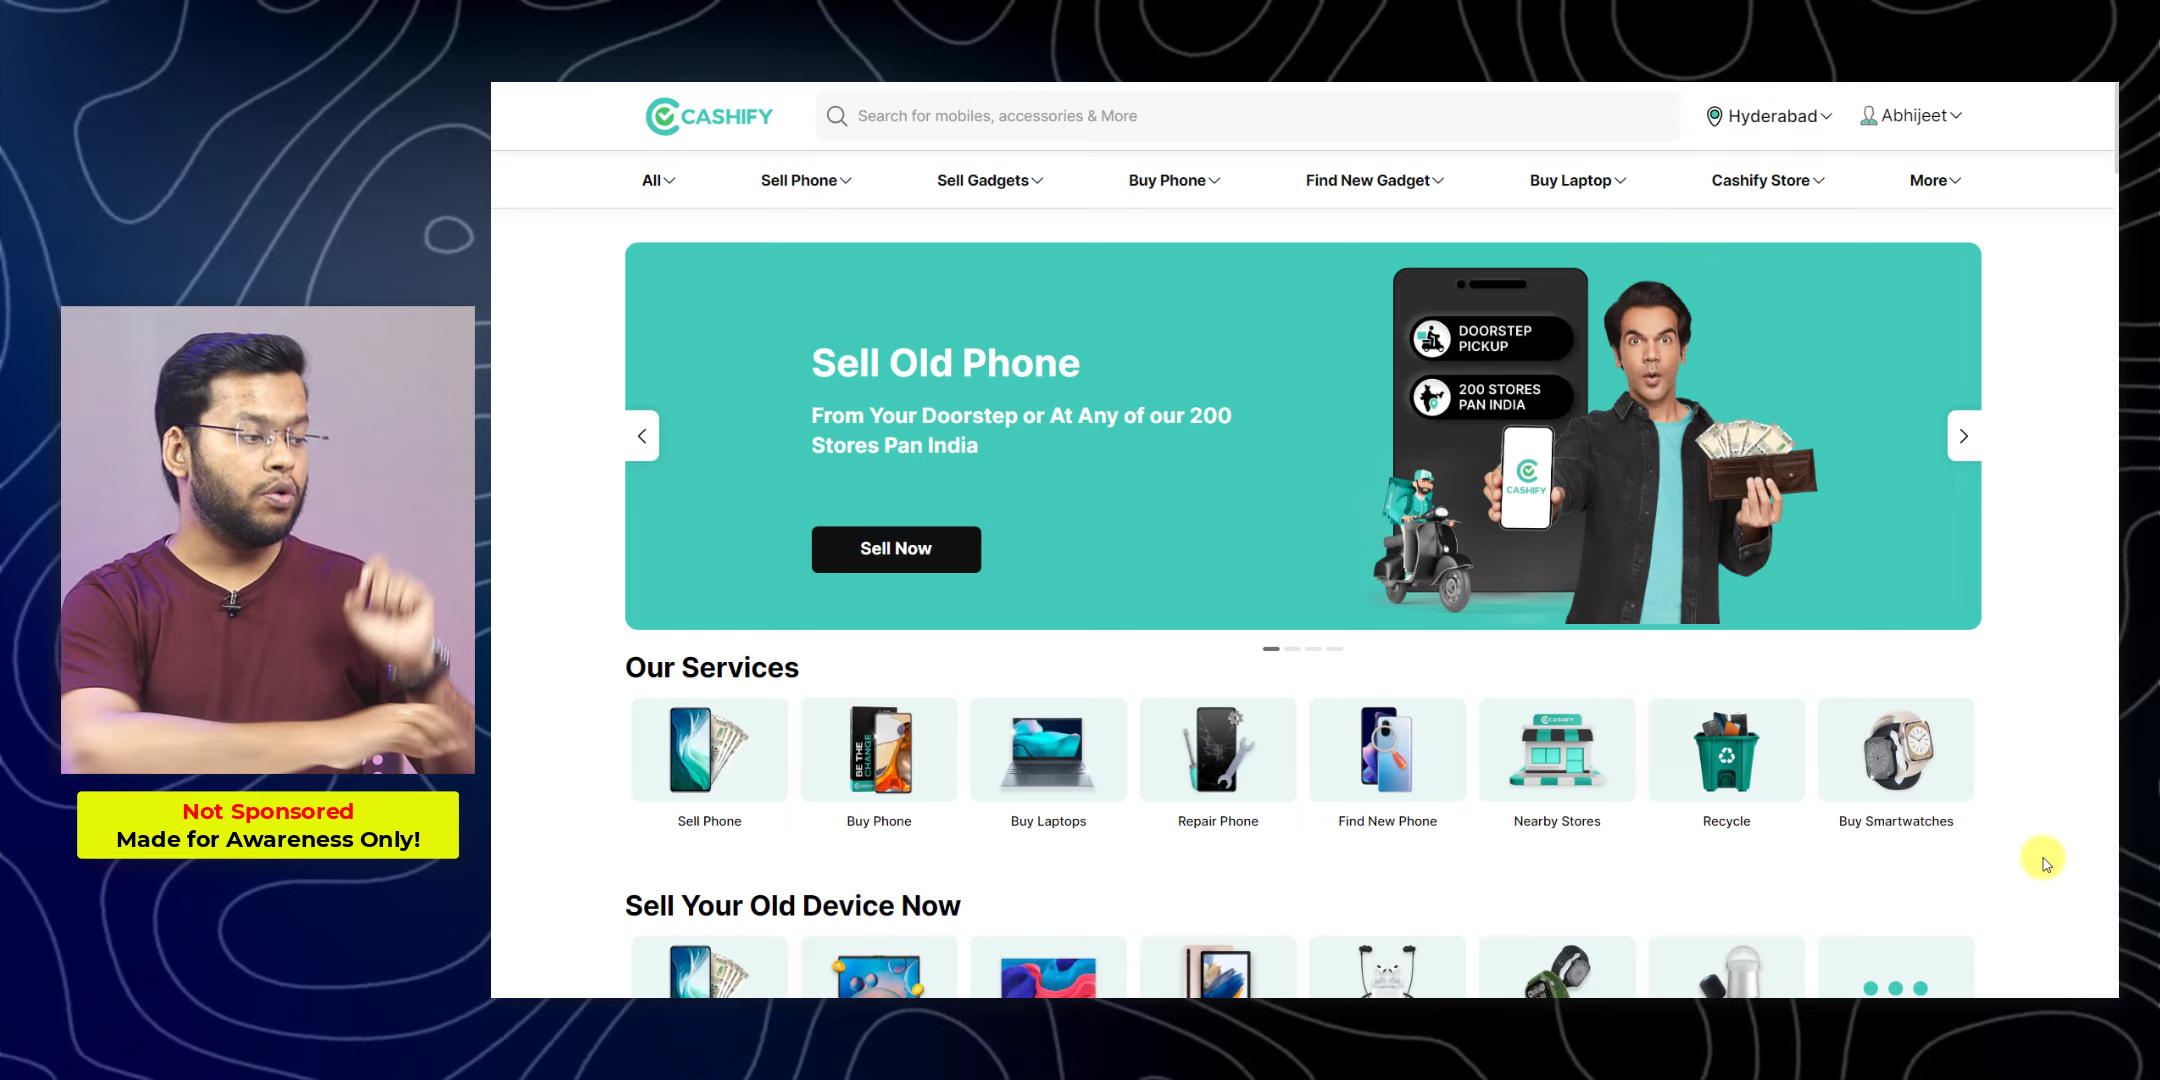 CASHIFY
Search for mobiles, accessories & More
Hyderabad
Abhijeet
All
Sell Phone
Sell Gadgets
Buy Phone
Find New Gadget
Buy Laptop
Cashify Store
More
Sell Old Phone
From Your Doorstep or At Any of our 200
Stores Pan India
Sell Now
DOORSTEP
PICKUP
200 STORES
PAN INDIA
CASHIFY
Our Services
BE THE
CHANGE
CASHIFY
Sell Phone
Buy Phone
Buy Laptops
Repair Phone
Find New Phone
Nearby Stores
Recycle
Buy Smartwatches
Not Sponsored
Made for Awareness Only!
Sell Your Old Device Now